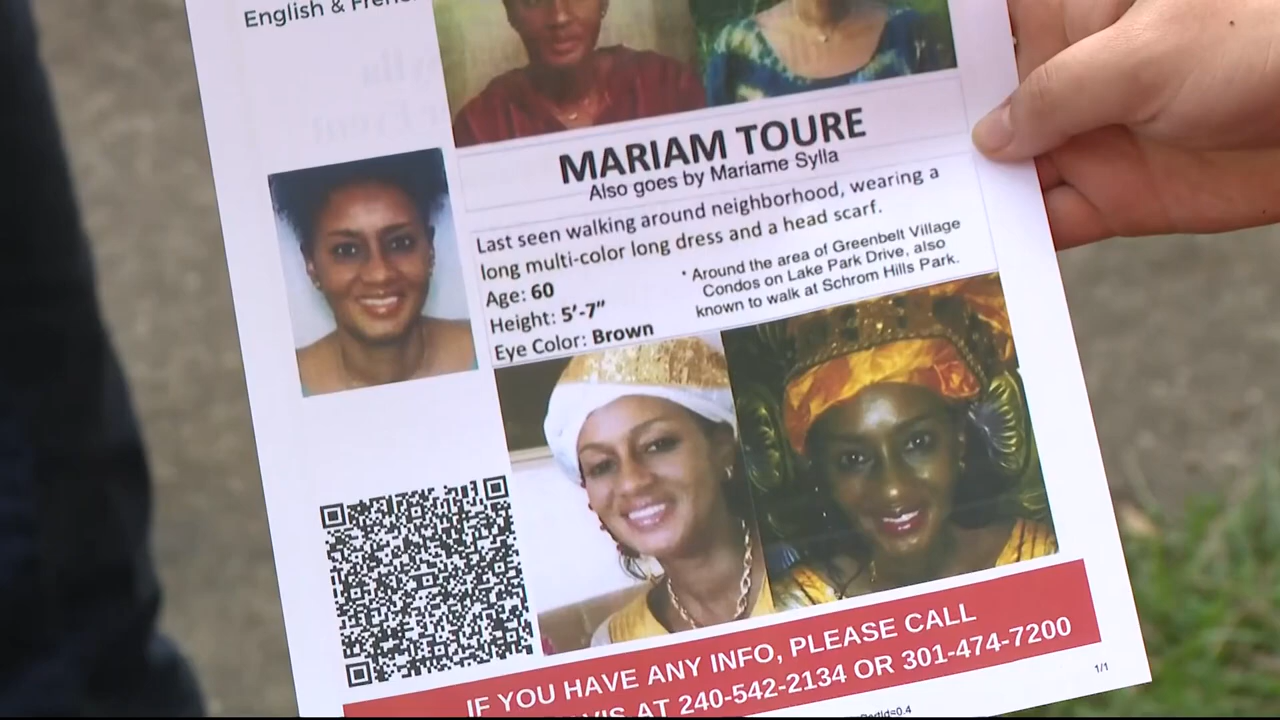 English & French
MARIAM TOURE
Also goes by Mariame Sylla
Last seen walking around neighborhood, wearing a
long multi-color long dress and a head scarf.
Age: 60
Height: 5'-7"
Eye Color: Brown
* Around the area of Greenbelt Village
Condos on Lake Park Drive, also
known to walk at Schrom Hills Park.
IF YOU HAVE ANY INFO, PLEASE CALL
AT 240-542-2134 OR 301-474-7200
1/1